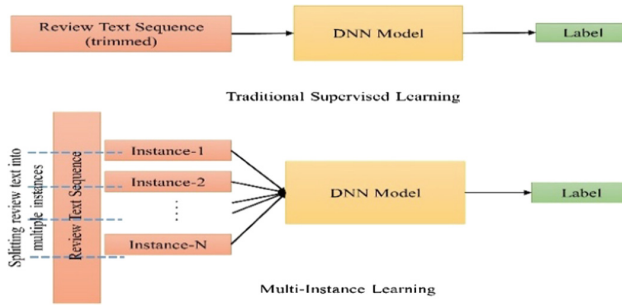 Review Text Sequence
(trimmed)
DNN Model
Label
Traditional Supervised Learning
Splitting review text into
multiple instances
Review Text Sequence
Instance-1
Instance-2
Instance-N
DNN Model
Label
Multi-Instance Learning